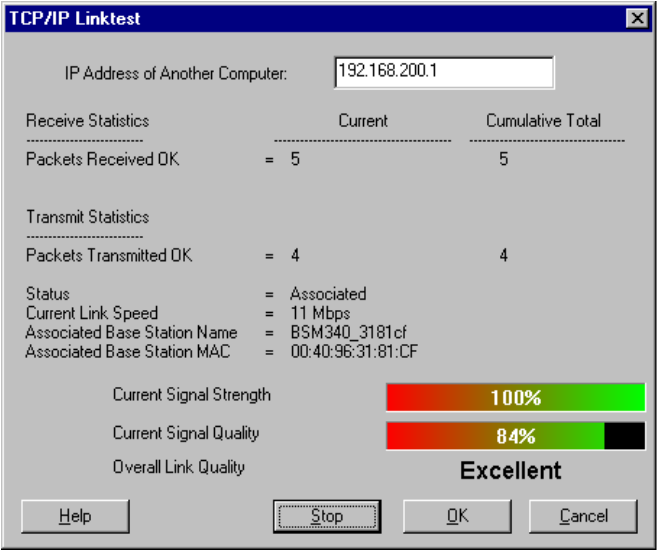 TCP/IP Linktest
IP Address of Another Computer: 192.168.200.1
Receive Statistics Current Cumulative Total
Packets Received OK = 5 5
Transmit Statistics
Packets Transmitted OK = 4 4
Status = Associated
Current Link Speed = 11 Mbps
Associated Base Station Name = BSM340_3181cf
Associated Base Station MAC = 00:40:96:31:81:CF
Current Signal Strength 100%
Current Signal Quality 84%
Overall Link Quality Excellent
Help Stop OK Cancel